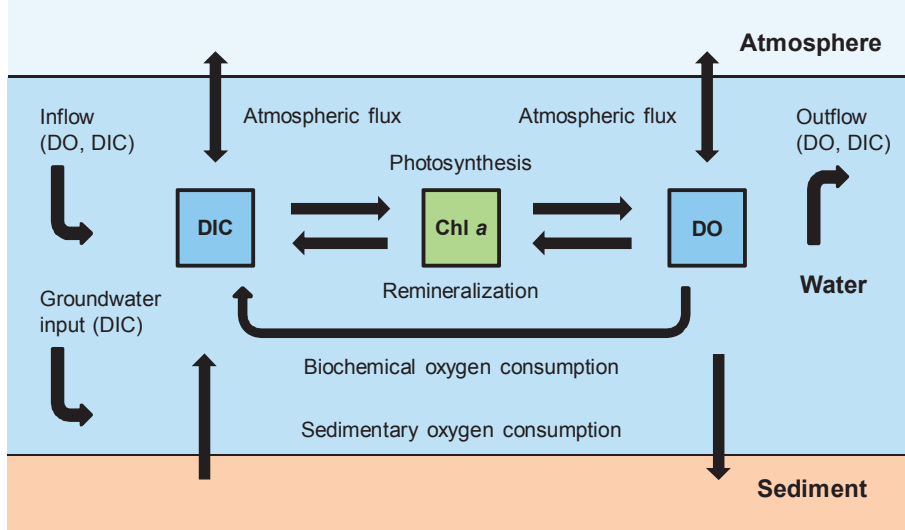 Atmosphere
Inflow
(DO, DIC)
Atmospheric flux
Atmospheric flux
Outflow
(DO, DIC)
Photosynthesis
DIC
Chl a
DO
Remineralization
Water
Groundwater
input (DIC)
Biochemical oxygen consumption
Sedimentary oxygen consumption
Sediment